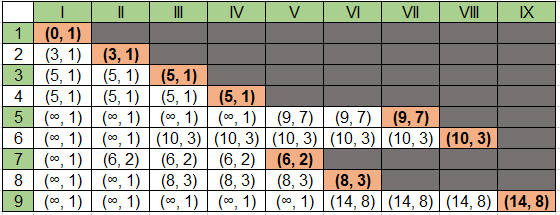 I II III IV V VI VII VIII IX
1 (0, 1)
2 (3, 1) (3, 1)
3 (5, 1) (5, 1) (5, 1)
4 (5, 1) (5, 1) (5, 1) (5, 1)
5 (∞, 1) (∞, 1) (∞, 1) (∞, 1) (9, 7) (9, 7) (9, 7)
6 (∞, 1) (∞, 1) (10, 3) (10, 3) (10, 3) (10, 3) (10, 3) (10, 3)
7 (∞, 1) (6, 2) (6, 2) (6, 2) (6, 2)
8 (∞, 1) (∞, 1) (8, 3) (8, 3) (8, 3) (8, 3)
9 (∞, 1) (∞, 1) (∞, 1) (∞, 1) (∞, 1) (14, 8) (14, 8) (14, 8) (14, 8)